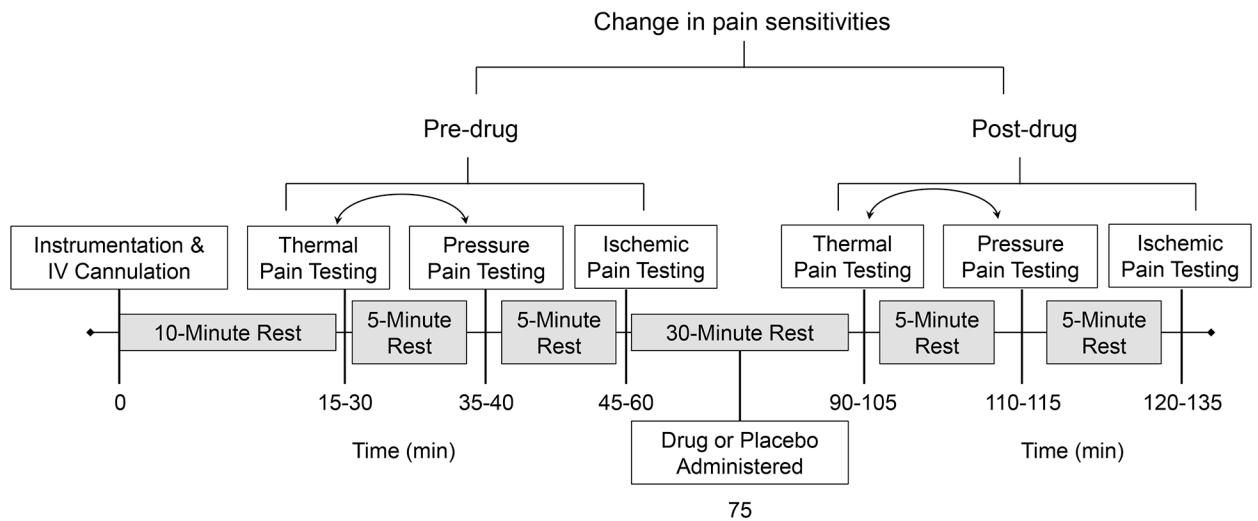 Change in pain sensitivities
Pre-drug
Post-drug
Instrumentation &
IV Cannulation
Thermal
Pain Testing
Pressure
Pain Testing
Ischemic
Pain Testing
Thermal
Pain Testing
Pressure
Pain Testing
Ischemic
Pain Testing
10-Minute Rest
5-Minute
Rest
5-Minute
Rest
30-Minute Rest
5-Minute
Rest
5-Minute
Rest
0
15-30
35-40
45-60
90-105
110-115
120-135
Time (min)
Drug or Placebo
Administered
Time (min)
75